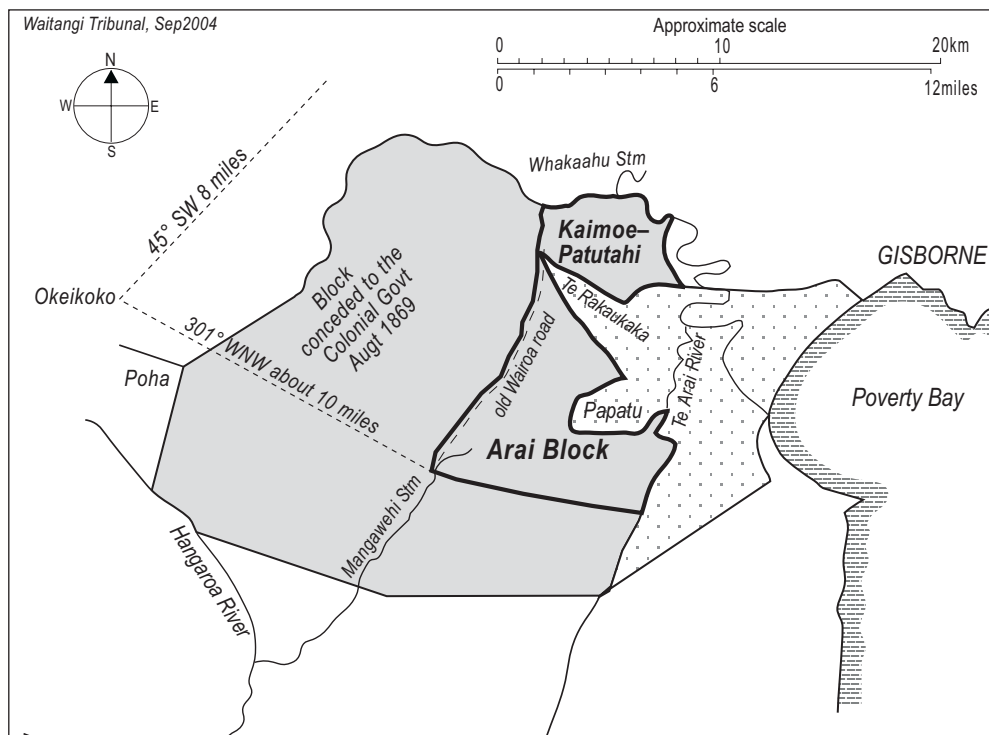 Waitangi Tribunal, Sep2004
Approximate scale
0 10 20km
0 6 12miles
N
W E
S
45° SW 8 miles
Whakaahu Stm
Kaimoe–
Patutahi
GISBORNE
Okeikoko
Block
conceded to the
Colonial Govt
Augt 1869
Te Rakaukaka
301° WNW about 10 miles
old Wairoa road
Te Arai River
Poha
Papatu
Poverty Bay
Arai Block
Mangawehi Stm
Hangaroa River